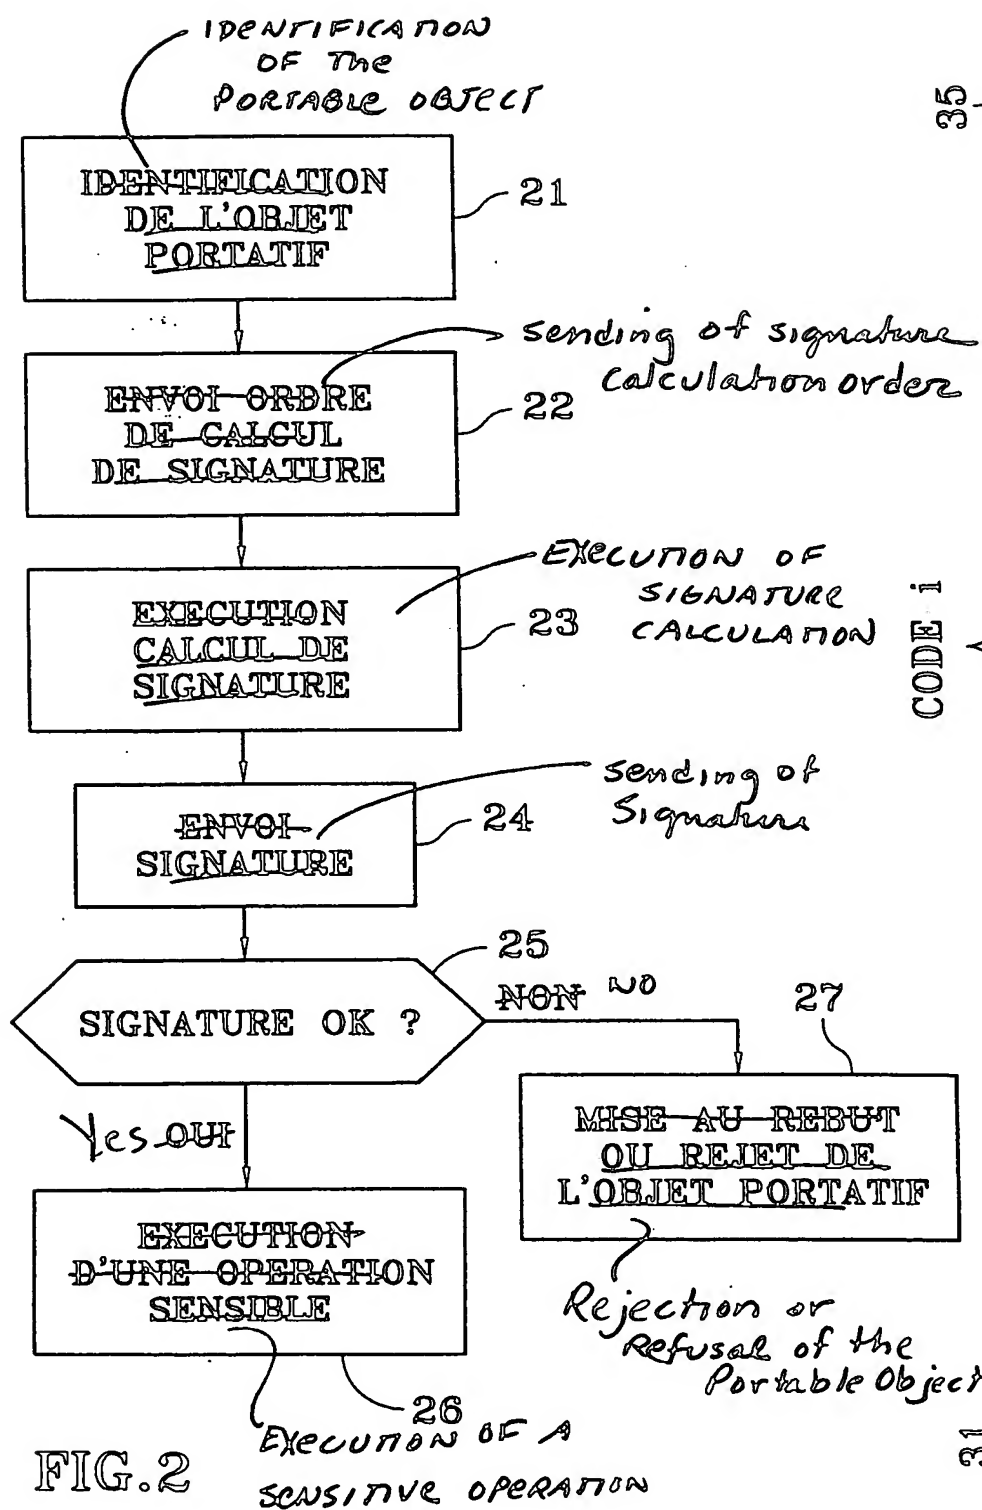 IDENTIFICATION
OF THE
PORTABLE OBJECT
35
IDENTIFICATION
DE L'OBJET
PORTATIF
21
Sending of signature
Calculation order
ENVOI ORDRE
DE CALCUL
DE SIGNATURE
22
EXECUTION OF
SIGNATURE
CALCULATION
EXECUTION
CALCUL DE
SIGNATURE
23
CODE i
Sending of
Signature
ENVOI
SIGNATURE
24
25
SIGNATURE OK ?
NON NO
27
MISE AU REBUT
OU REJET DE
L'OBJET PORTATIF
Yes OUI
EXECUTION
D'UNE OPERATION
SENSIBLE
Rejection or
Refusal of the
Portable Object
26
EXECUTION OF A
SENSITIVE OPERATION
FIG.2
31